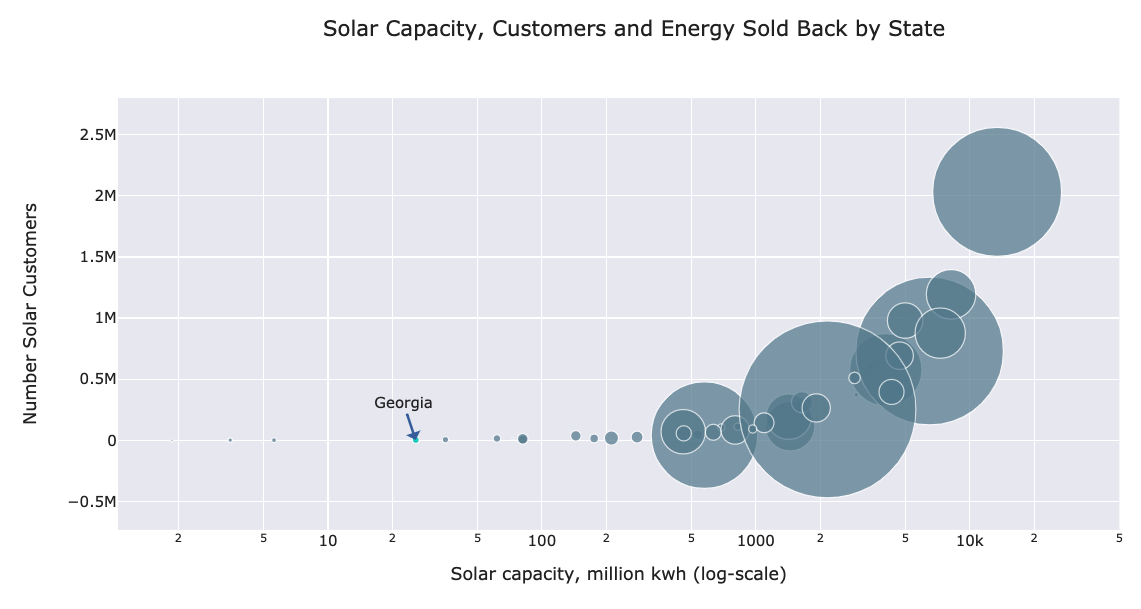 Solar Capacity, Customers and Energy Sold Back by State
2.5M
2M
1.5M
1M
0.5M
0
−0.5M
Number Solar Customers
Georgia
2 5 10 2 5 100 2 5 1000 2 5 10k 2 5
Solar capacity, million kwh (log-scale)